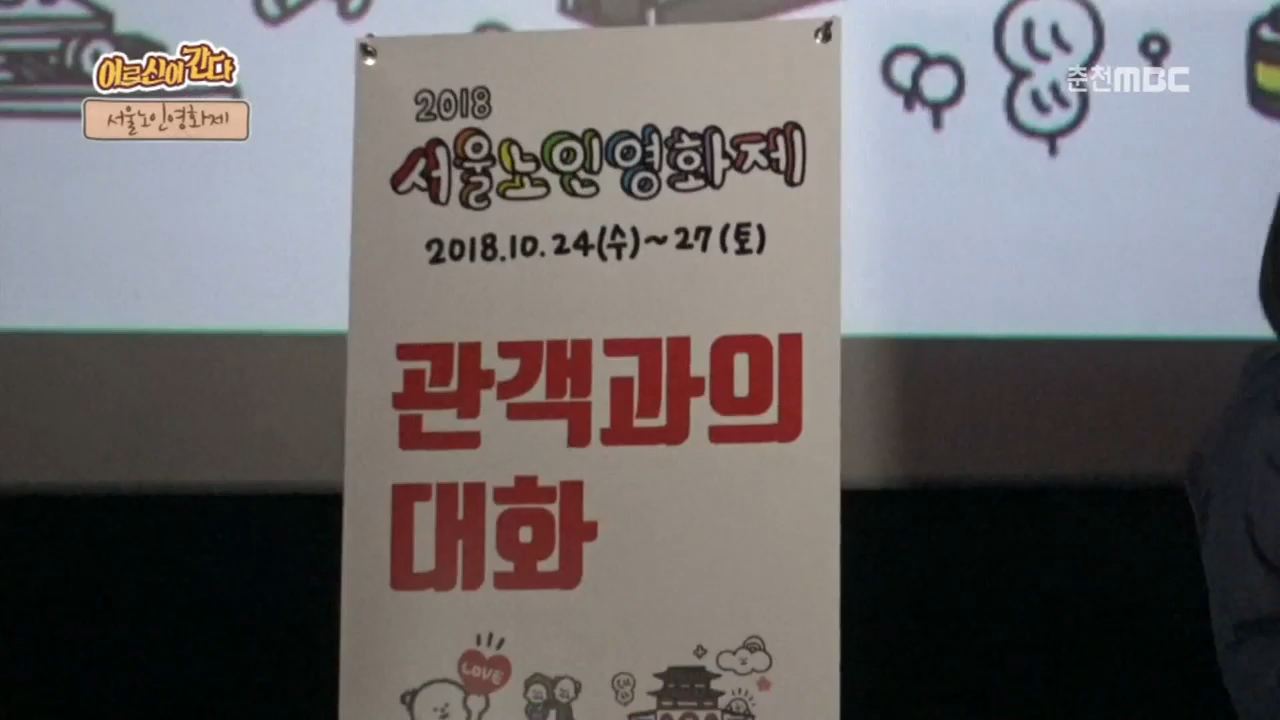 어르신이 간다
서울노인영화제
춘천MBC
2018
서울노인영화제
2018.10.24(수)~27(토)
관객과의
대화
LOVE